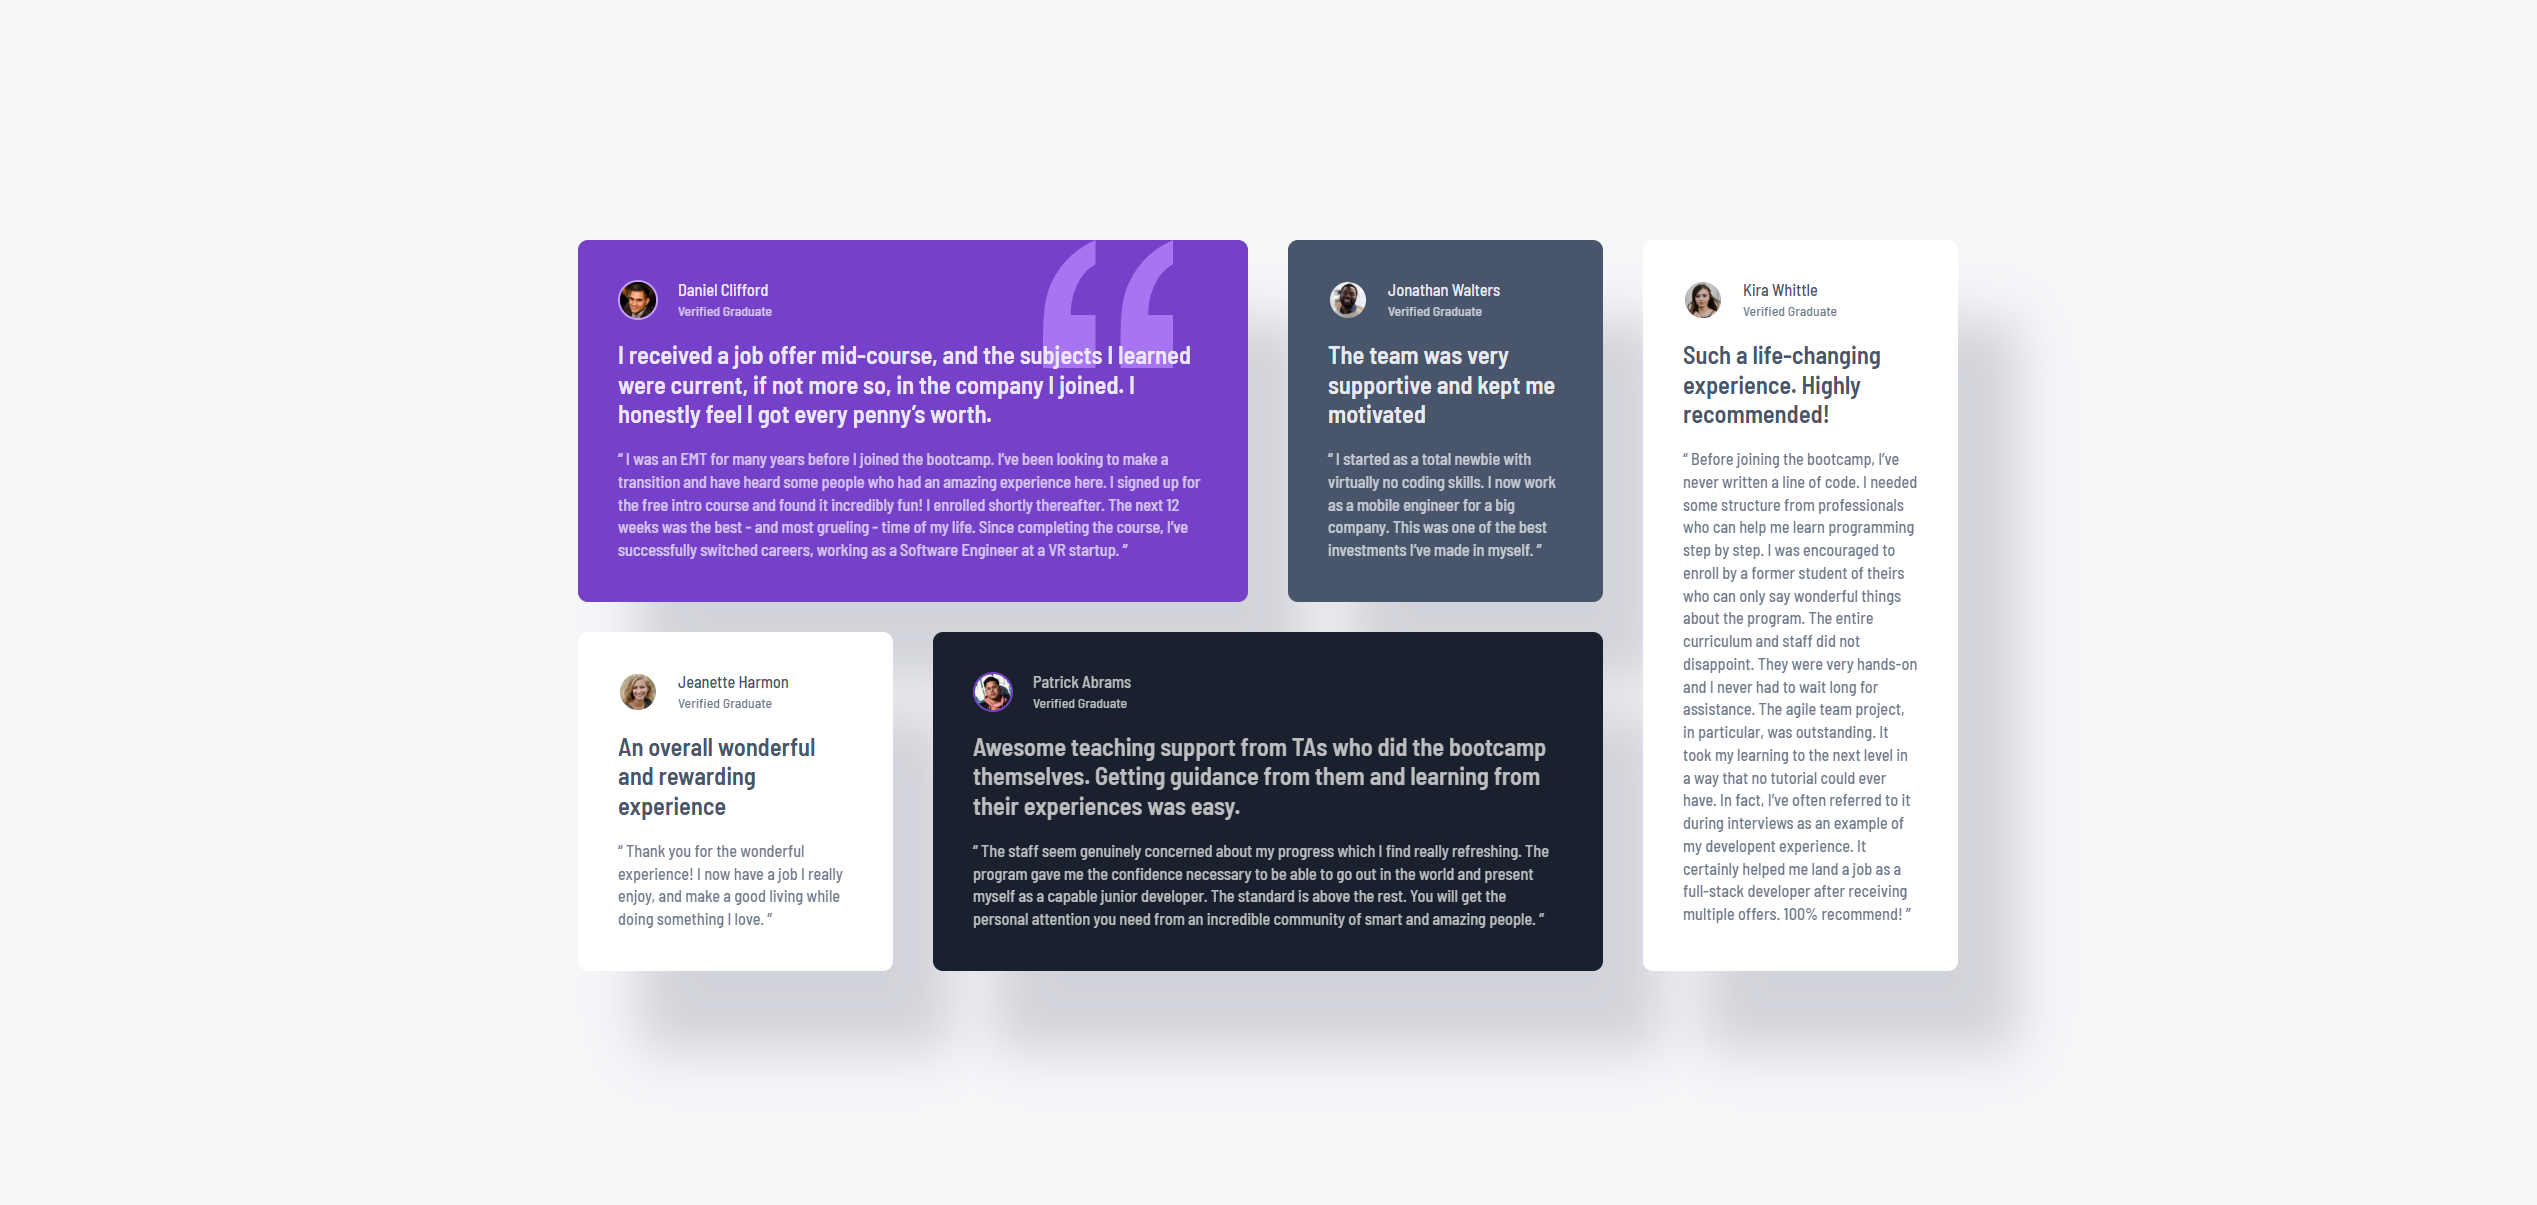 Daniel Clifford
Verified Graduate
I received a job offer mid-course, and the subjects I learned
were current, if not more so, in the company I joined. I
honestly feel I got every penny’s worth.
“ I was an EMT for many years before I joined the bootcamp. I’ve been looking to make a
transition and have heard some people who had an amazing experience here. I signed up for
the free intro course and found it incredibly fun! I enrolled shortly thereafter. The next 12
weeks was the best - and most grueling - time of my life. Since completing the course, I’ve
successfully switched careers, working as a Software Engineer at a VR startup. ”
Jonathan Walters
Verified Graduate
The team was very
supportive and kept me
motivated
“ I started as a total newbie with
virtually no coding skills. I now work
as a mobile engineer for a big
company. This was one of the best
investments I’ve made in myself. ”
Kira Whittle
Verified Graduate
Such a life-changing
experience. Highly
recommended!
“ Before joining the bootcamp, I’ve
never written a line of code. I needed
some structure from professionals
who can help me learn programming
step by step. I was encouraged to
enroll by a former student of theirs
who can only say wonderful things
about the program. The entire
curriculum and staff did not
disappoint. They were very hands-on
and I never had to wait long for
assistance. The agile team project,
in particular, was outstanding. It
took my learning to the next level in
a way that no tutorial could ever
have. In fact, I’ve often referred to it
during interviews as an example of
my developent experience. It
certainly helped me land a job as a
full-stack developer after receiving
multiple offers. 100% recommend! ”
Jeanette Harmon
Verified Graduate
An overall wonderful
and rewarding
experience
“ Thank you for the wonderful
experience! I now have a job I really
enjoy, and make a good living while
doing something I love. ”
Patrick Abrams
Verified Graduate
Awesome teaching support from TAs who did the bootcamp
themselves. Getting guidance from them and learning from
their experiences was easy.
“ The staff seem genuinely concerned about my progress which I find really refreshing. The
program gave me the confidence necessary to be able to go out in the world and present
myself as a capable junior developer. The standard is above the rest. You will get the
personal attention you need from an incredible community of smart and amazing people. ”